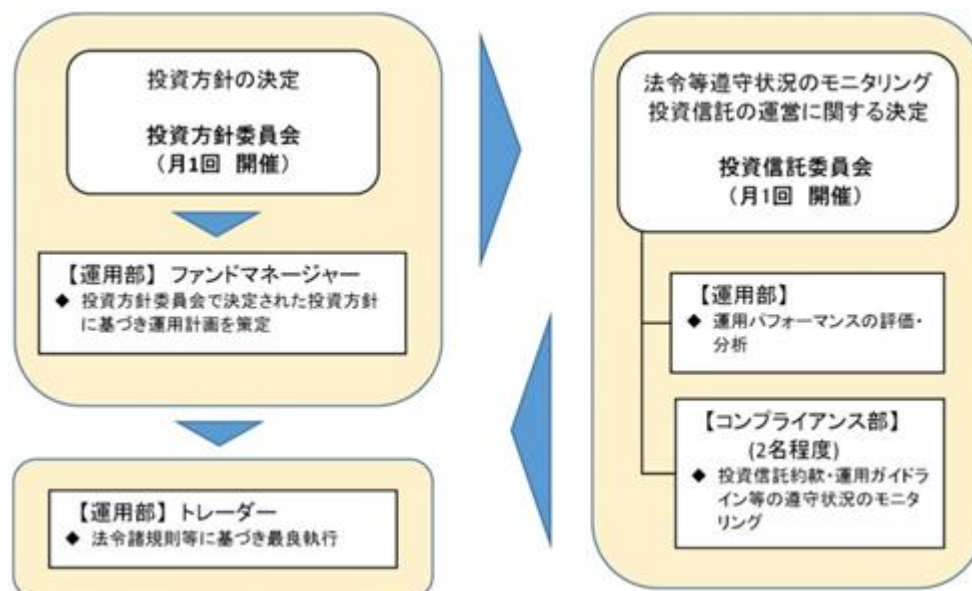 投資方針の決定
投資方針委員会
（月1回　開催）
【運用部】 ファンドマネージャー
◆ 投資方針委員会で決定された投資方針
に基づき運用計画を策定
【運用部】 トレーダー
◆ 法令諸規則等に基づき最良執行
法令等遵守状況のモニタリング
投資信託の運営に関する決定
投資信託委員会
（月1回　開催）
【運用部】
◆ 運用パフォーマンスの評価・
分析
【コンプライアンス部】
(2名程度)
◆ 投資信託約款・運用ガイドラ
イン等の遵守状況のモニタ
リング